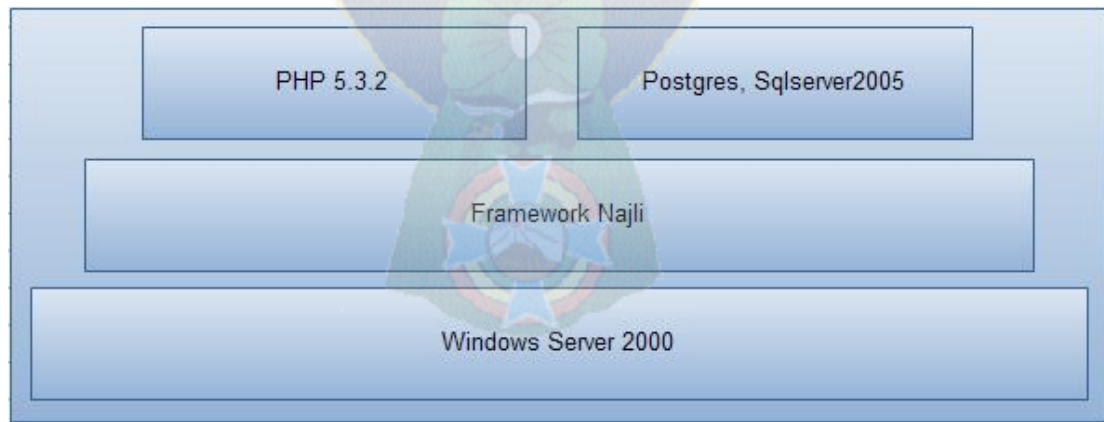 PHP 5.3.2
Postgres, Sqlserver2005
Framework Najli
Windows Server 2000